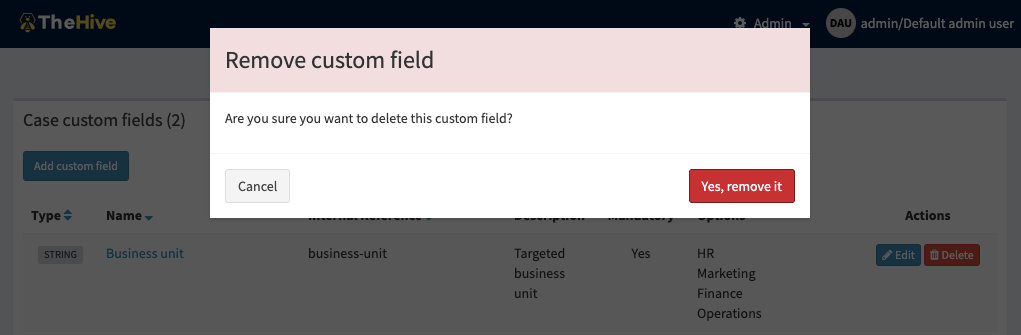 TheHive
Admin
DAU admin/Default admin user
Remove custom field
Are you sure you want to delete this custom field?
Cancel
Yes, remove it
Case custom fields (2)
Add custom field
Type Name Internal Reference Description Mandatory Options Actions
STRING Business unit business-unit Targeted Yes HR Edit Delete
business Marketing
unit Finance
Operations